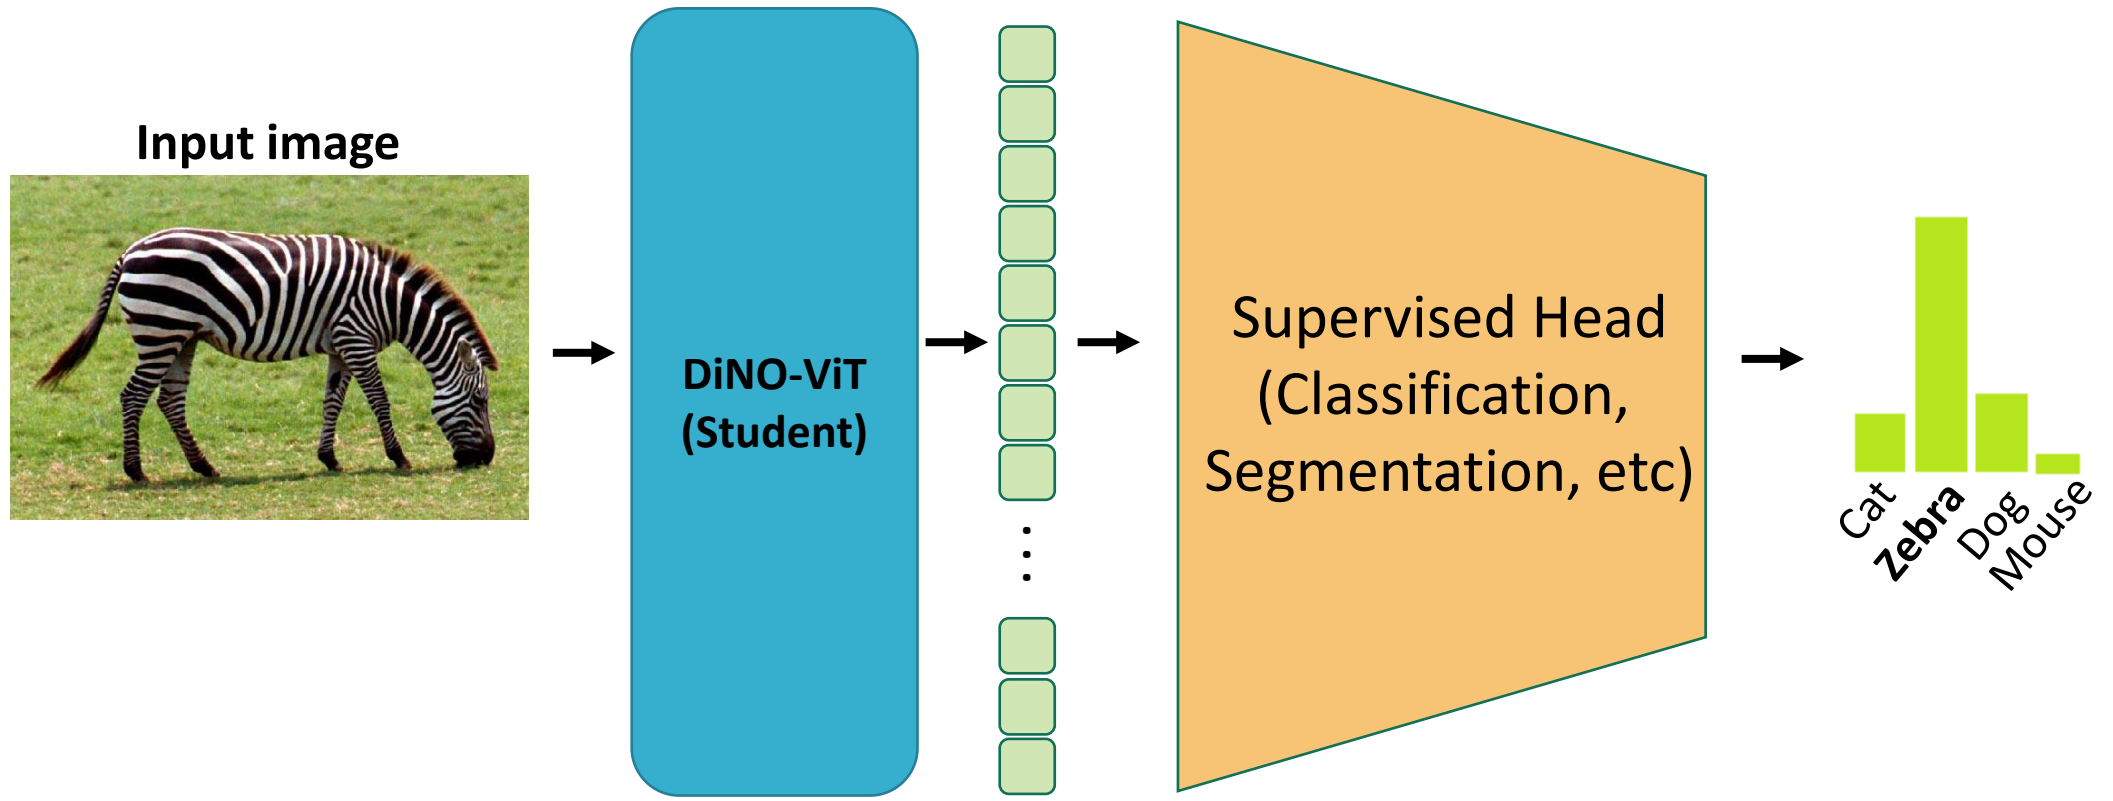 Input image
DiNO-ViT
(Student)
Supervised Head
(Classification,
Segmentation, etc)
Cat
Zebra
Dog
Mouse